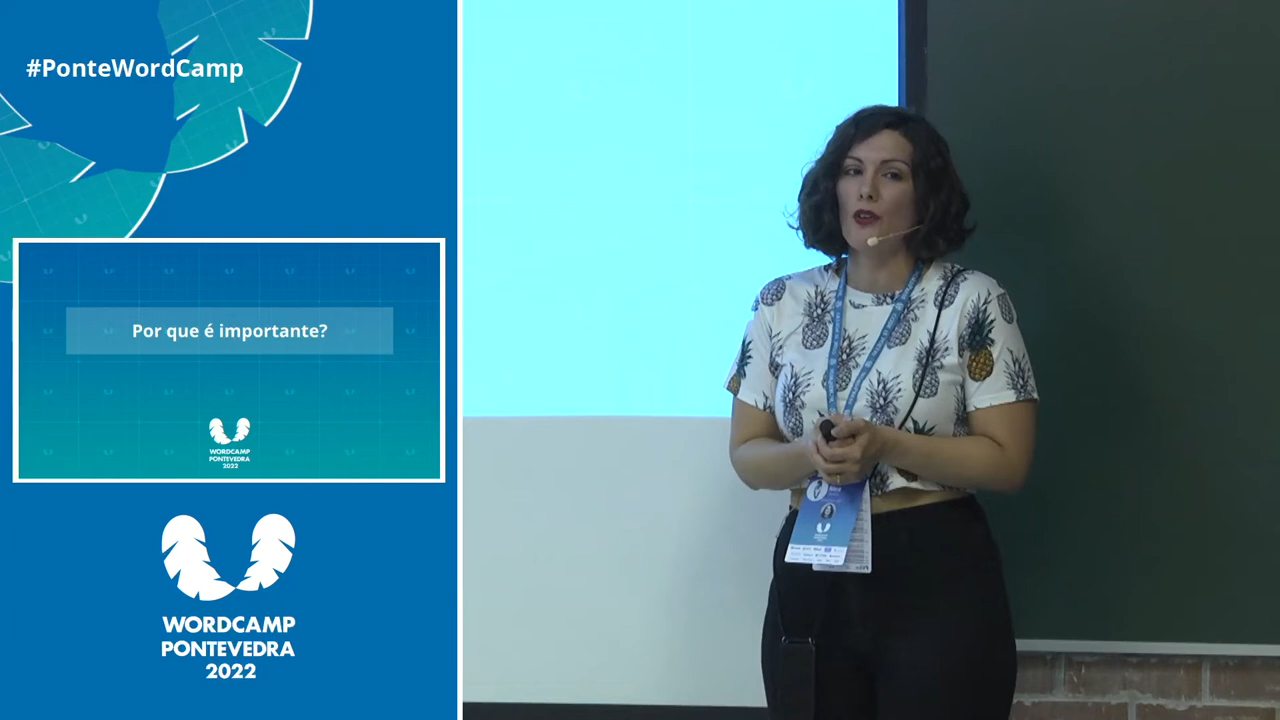 #PonteWordCamp
Por que é importante?
WORDCAMP
PONTEVEDRA
2022
WORDCAMP
PONTEVEDRA
2022